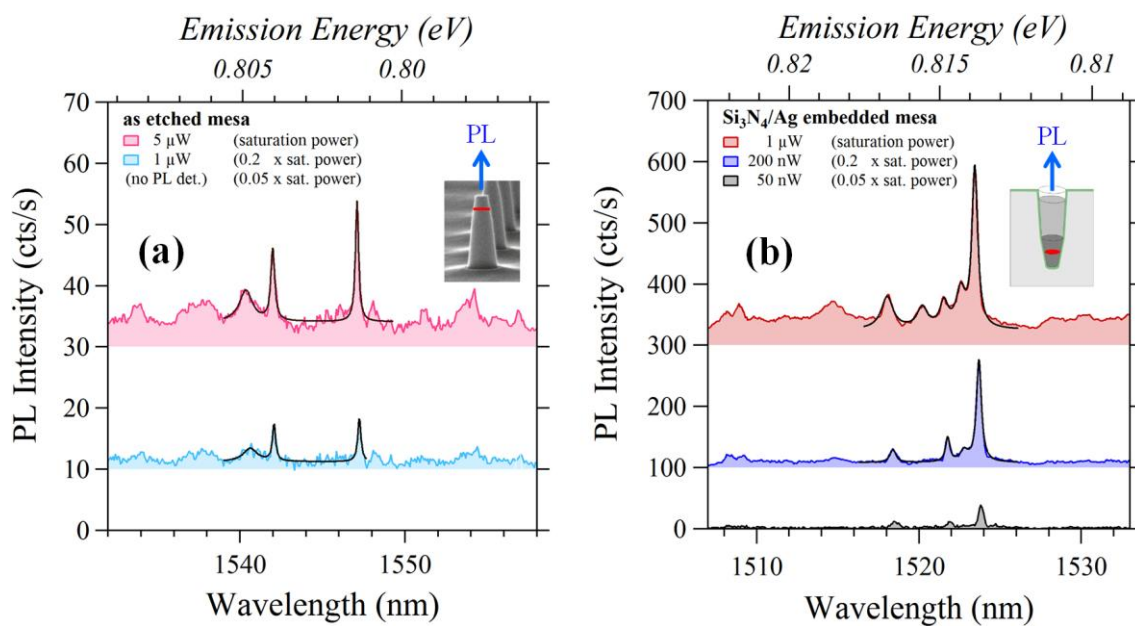 Emission Energy (eV)
0.805 0.80
70
60
50
40
30
20
10
0
PL Intensity (cts/s)
as etched mesa
5 µW (saturation power)
1 µW (0.2 x sat. power)
(no PL det.) (0.05 x sat. power)
PL
(a)
1540 1550
Wavelength (nm)
Emission Energy (eV)
0.82 0.815 0.81
700
600
500
400
300
200
100
0
PL Intensity (cts/s)
Si₃N₄/Ag embedded mesa
1 µW (saturation power)
200 nW (0.2 x sat. power)
50 nW (0.05 x sat. power)
PL
(b)
300
100
1510 1520 1530
Wavelength (nm)